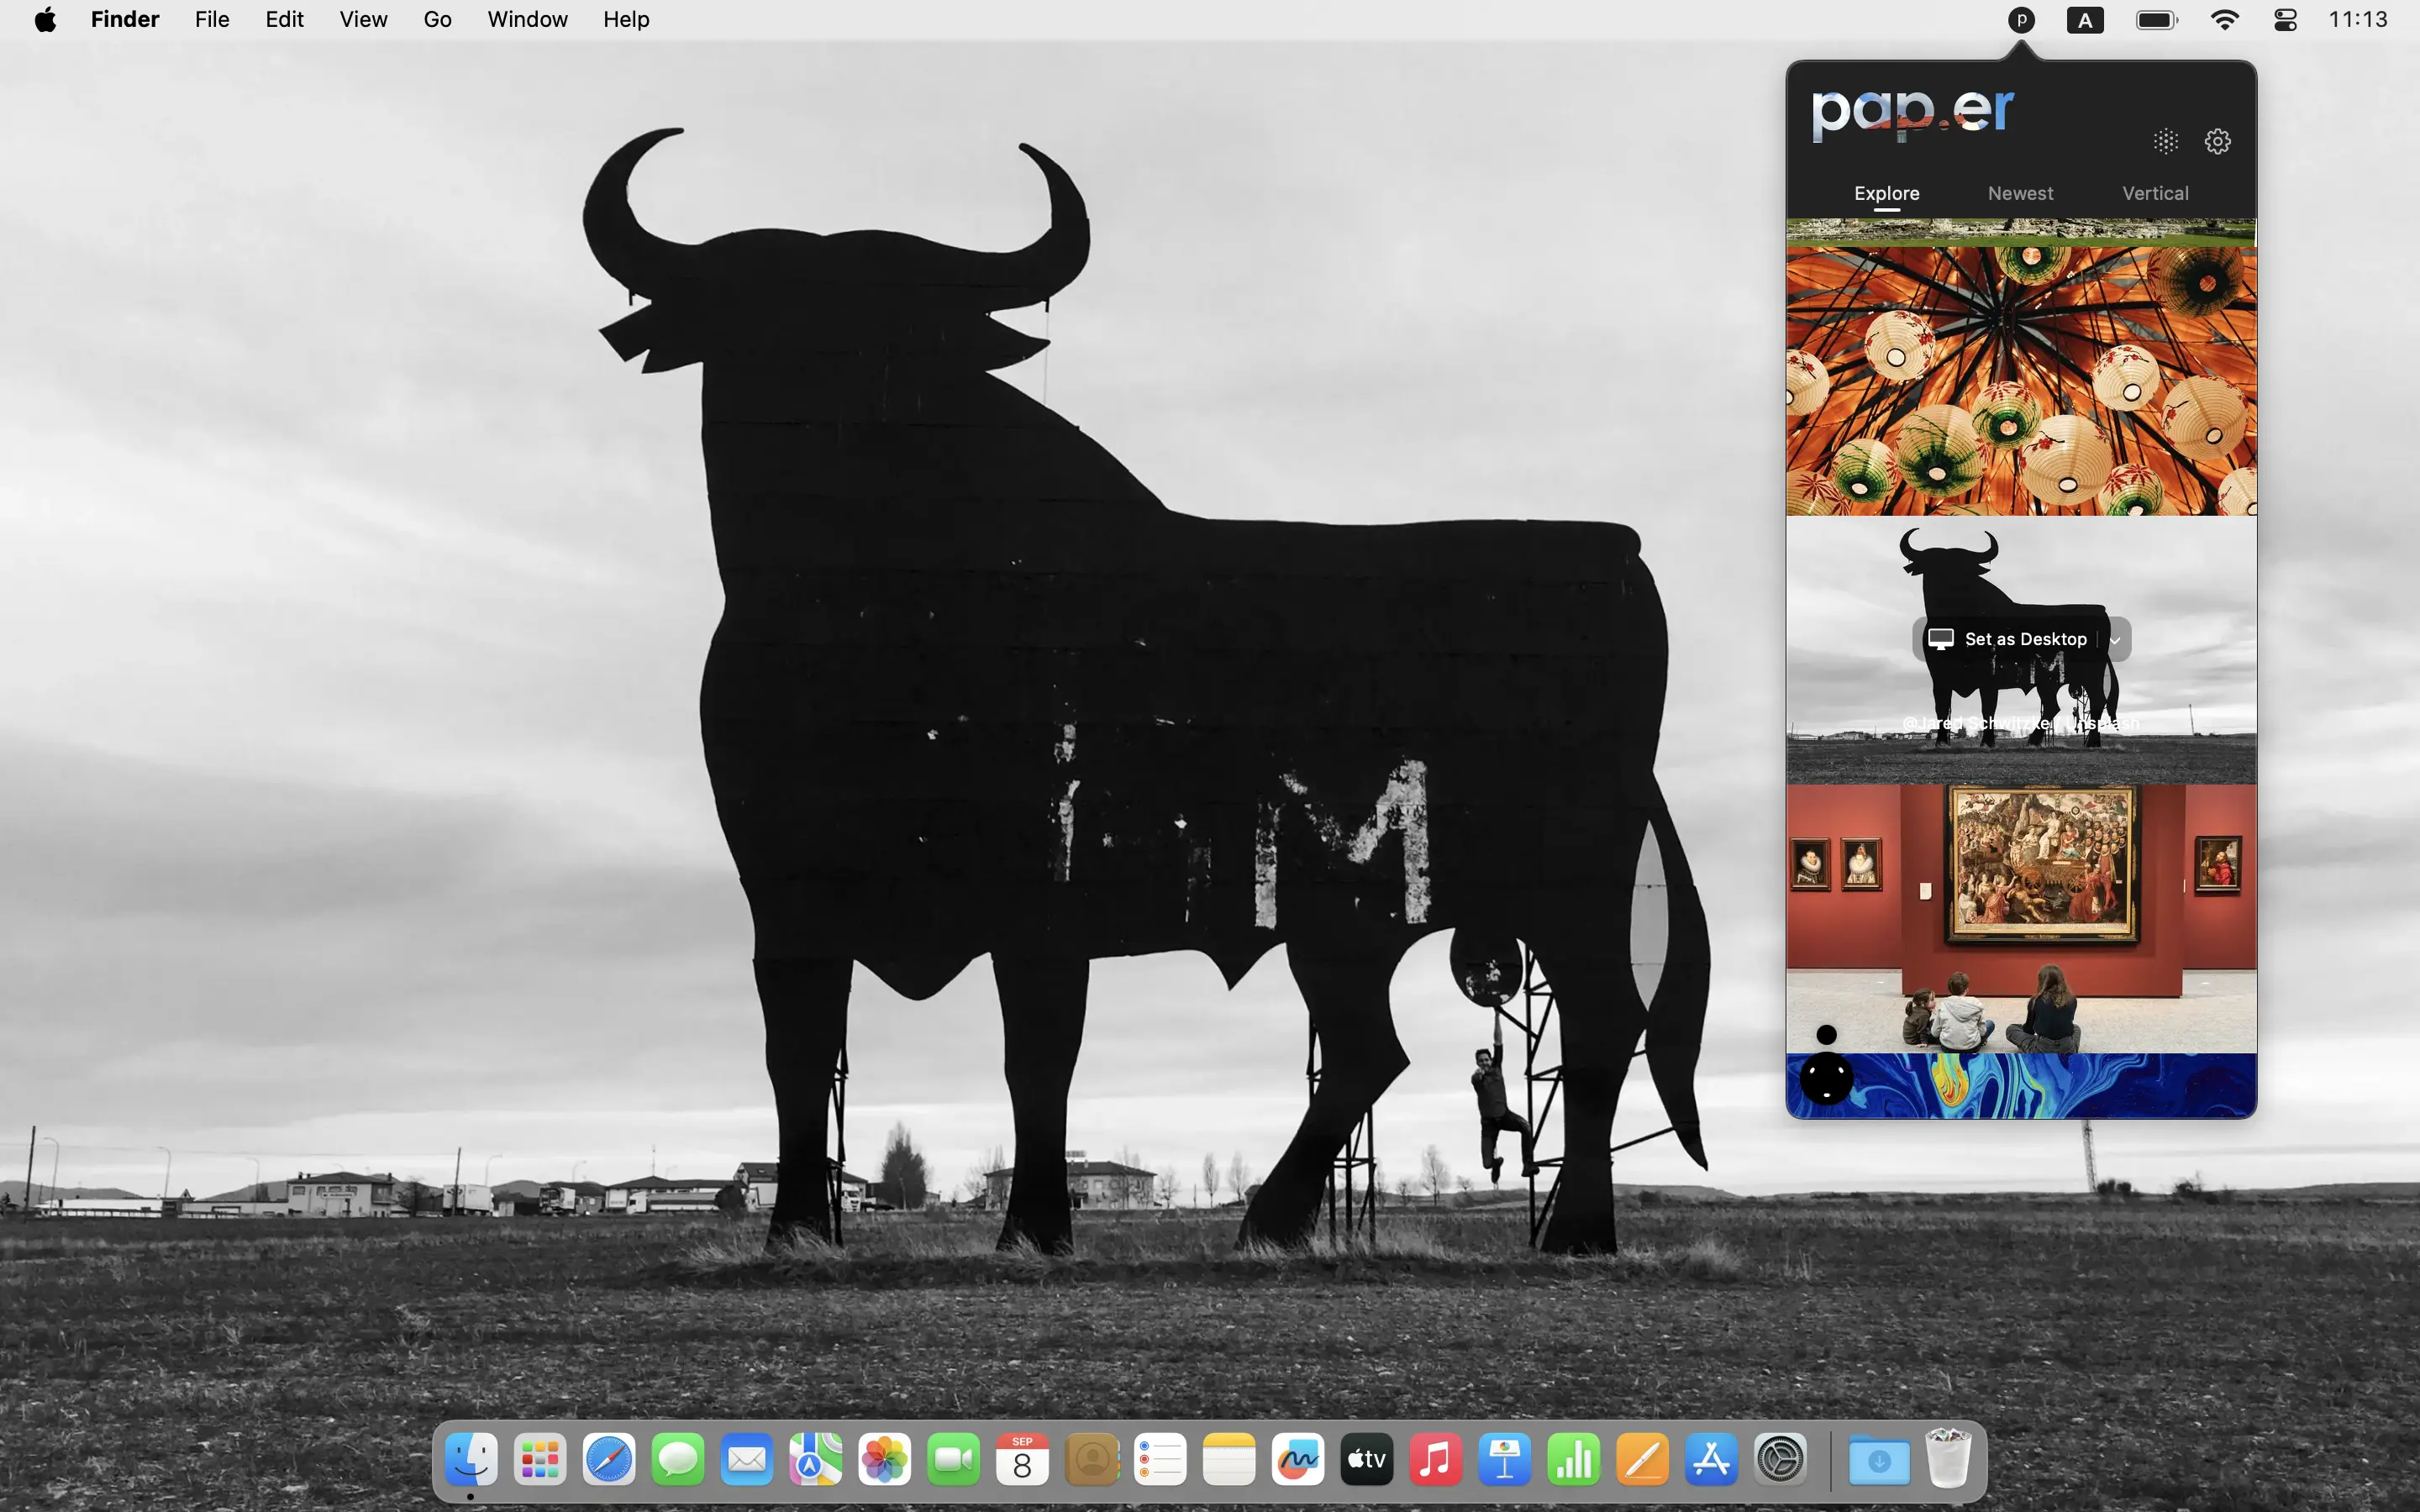 Finder File Edit View Go Window Help
p A 11:13
pap.er
Explore Newest Vertical
Set as Desktop
@Jared Schwitzke / Unsplash
M
SEP
8
tv